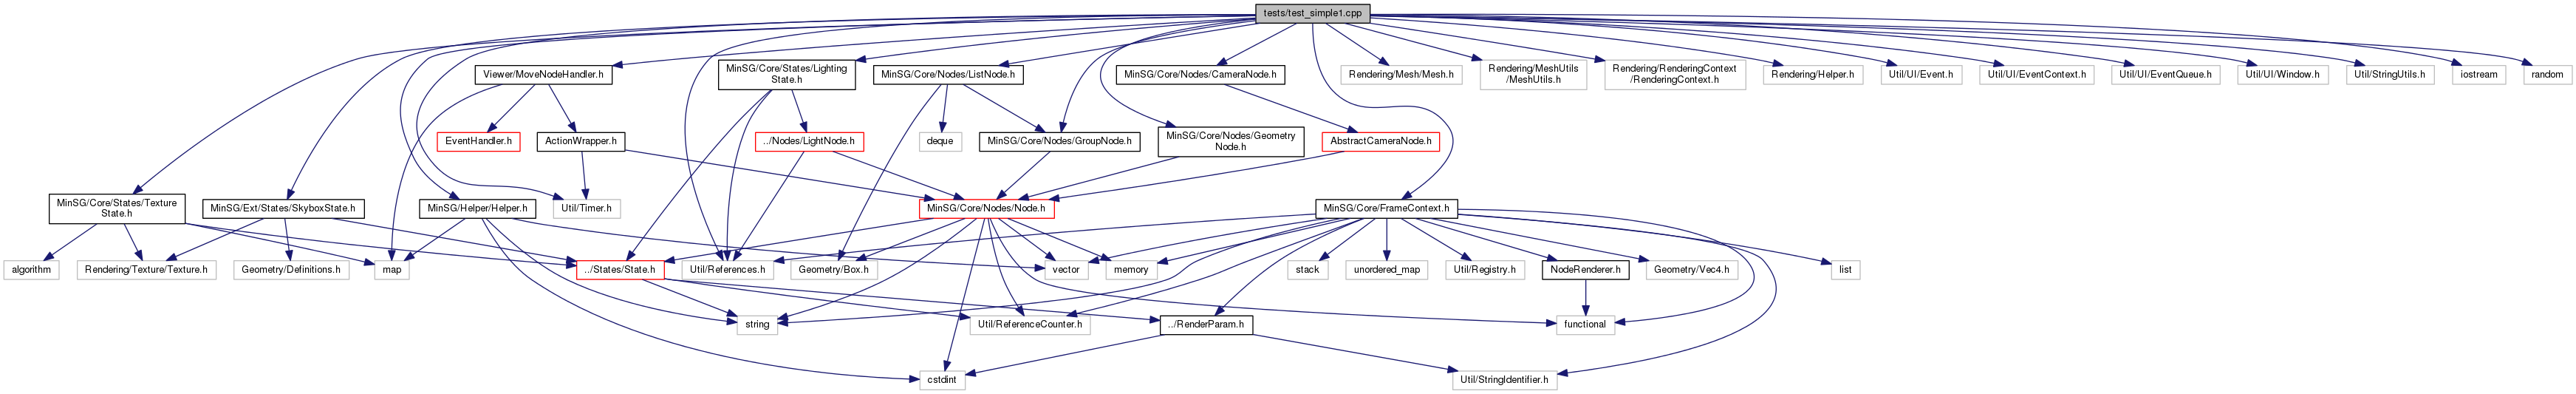 tests/test_simple1.cpp
Viewer/MoveNodeHandler.h
MinSG/Core/States/Lighting
State.h
MinSG/Core/Nodes/ListNode.h
MinSG/Core/Nodes/CameraNode.h
Rendering/Mesh/Mesh.h
Rendering/MeshUtils
/MeshUtils.h
Rendering/RenderingContext
/RenderingContext.h
Rendering/Helper.h
Util/UI/Event.h
Util/UI/EventContext.h
Util/UI/EventQueue.h
Util/UI/Window.h
Util/StringUtils.h
iostream
random
EventHandler.h
ActionWrapper.h
../Nodes/LightNode.h
deque
MinSG/Core/Nodes/GroupNode.h
MinSG/Core/Nodes/Geometry
Node.h
AbstractCameraNode.h
MinSG/Core/States/Texture
State.h
MinSG/Ext/States/SkyboxState.h
MinSG/Helper/Helper.h
Util/Timer.h
MinSG/Core/Nodes/Node.h
MinSG/Core/FrameContext.h
algorithm
Rendering/Texture/Texture.h
Geometry/Definitions.h
map
../States/State.h
Util/References.h
Geometry/Box.h
vector
memory
stack
unordered_map
Util/Registry.h
NodeRenderer.h
Geometry/Vec4.h
list
string
Util/ReferenceCounter.h
../RenderParam.h
functional
cstdint
Util/StringIdentifier.h